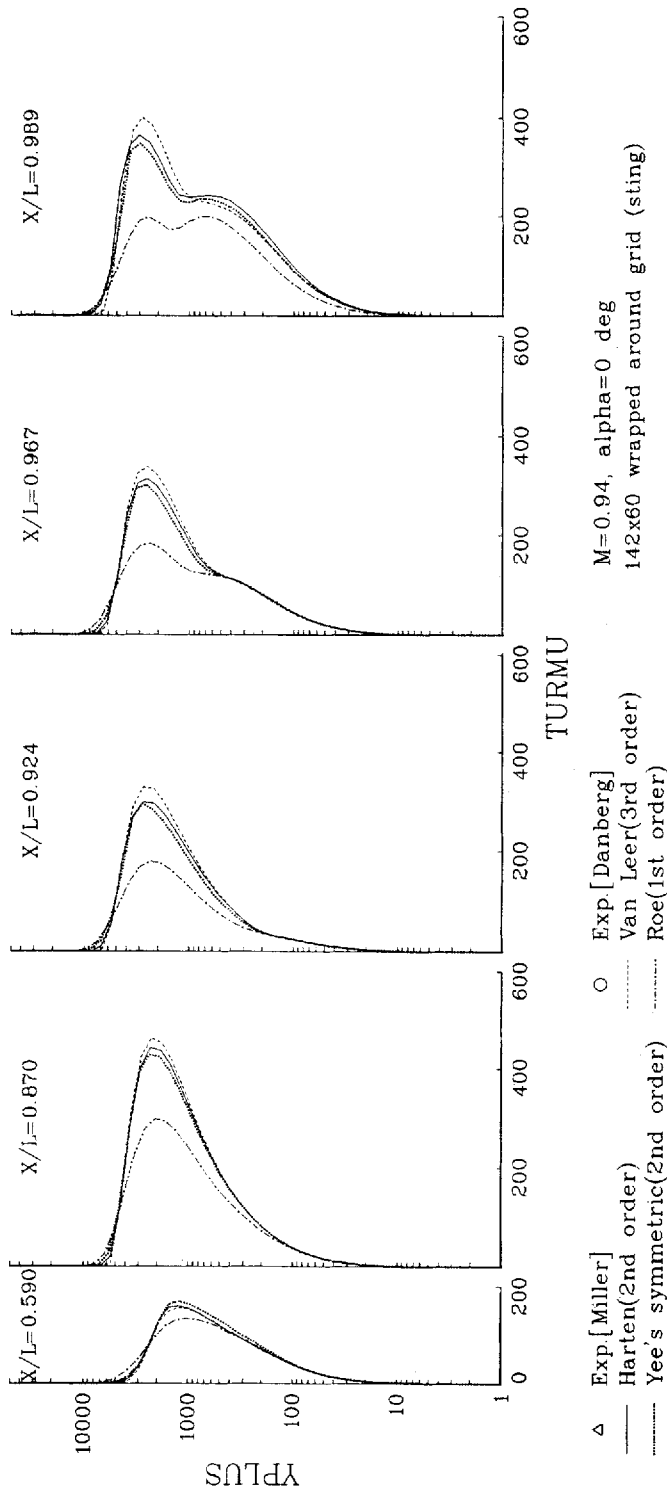 X/L=0.590
X/L=0.870
X/L=0.924
X/L=0.967
X/L=0.989
YPLUS
10000
1000
100
10
1
0 200
200 400 600
200 400 600
200 400 600
200 400 600
TURMU
Exp.[Miller]
Harten(2nd order)
Yee's symmetric(2nd order)
Exp.[Danberg]
Van Leer(3rd order)
Roe(1st order)
M=0.94, alpha=0 deg
142x60 wrapped around grid (sting)